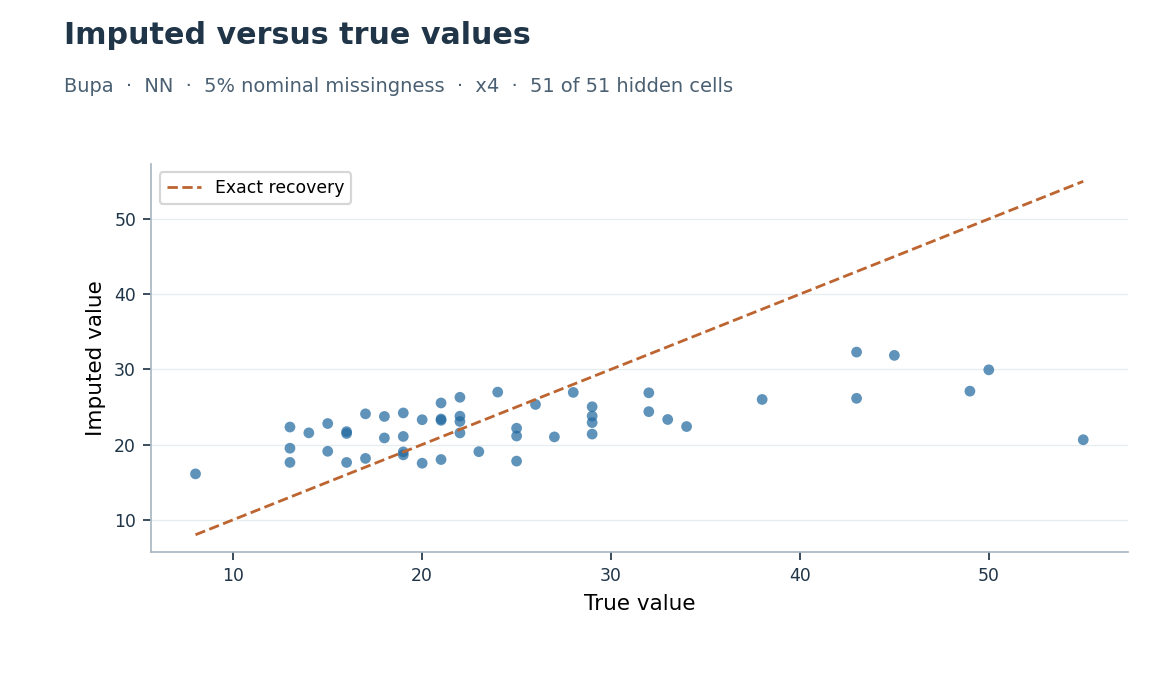 Imputed versus true values
Bupa · NN · 5% nominal missingness · x4 · 51 of 51 hidden cells
Exact recovery
50
40
30
20
10
Imputed value
10 20 30 40 50
True value